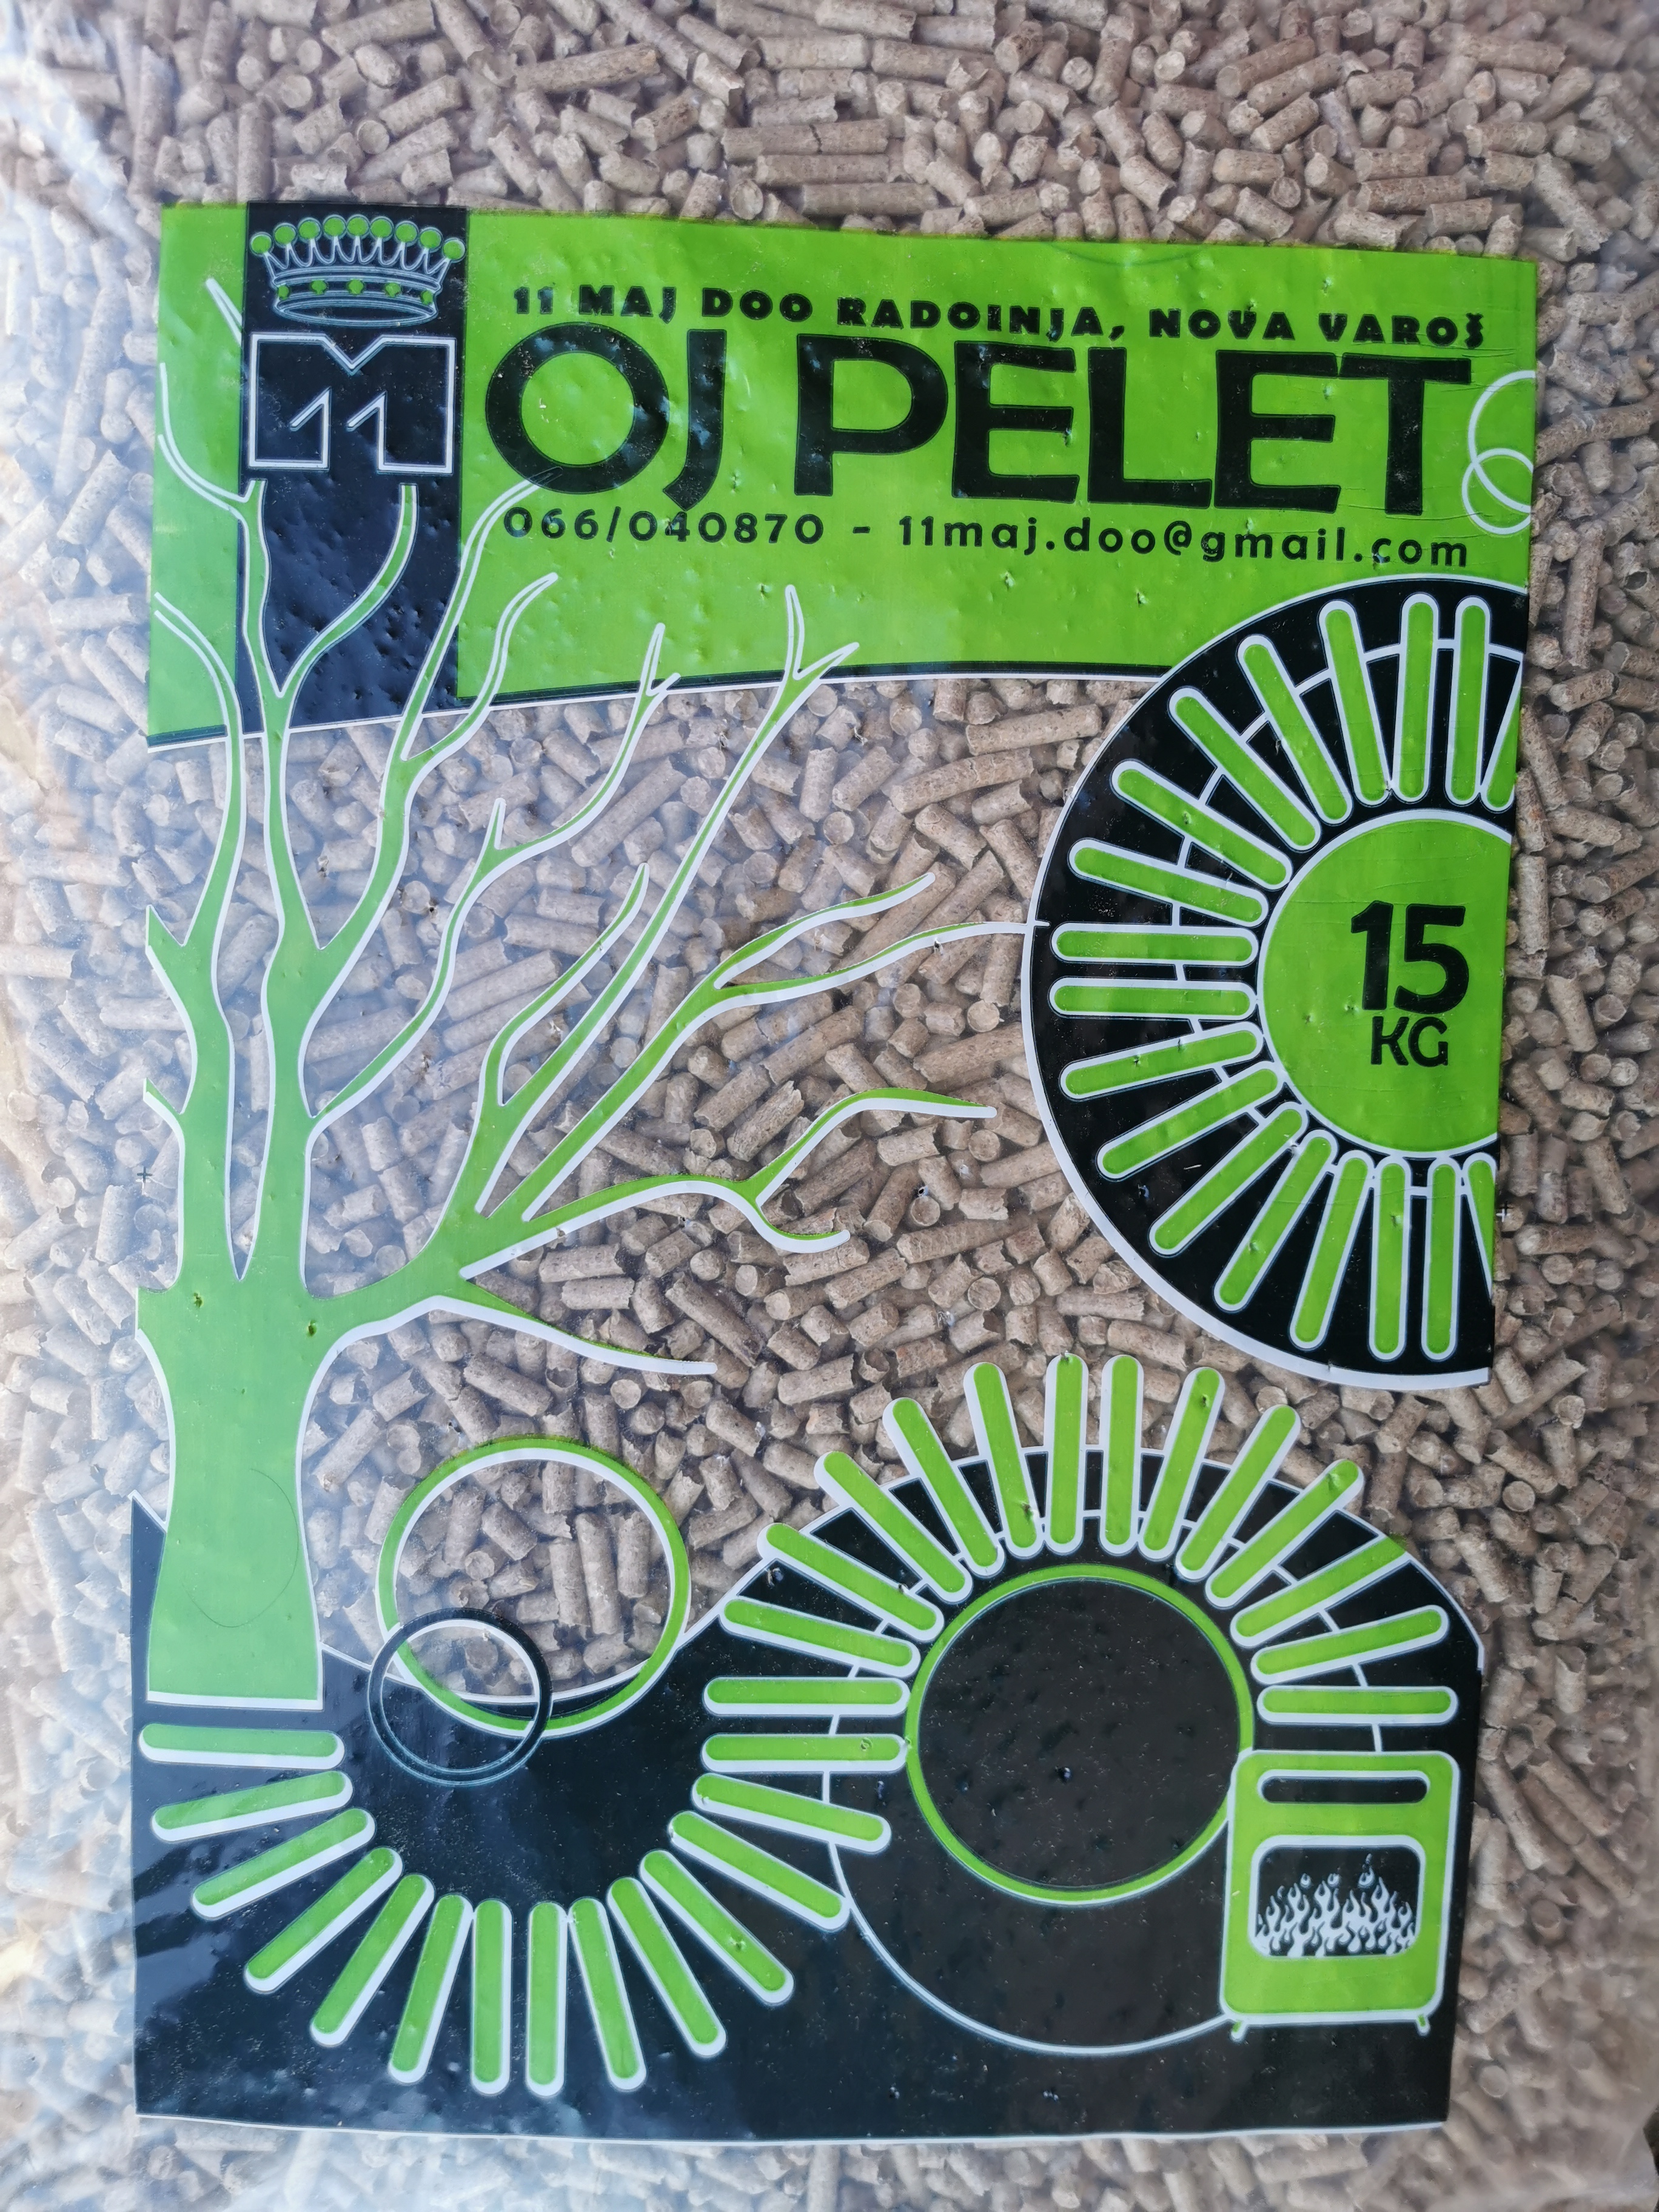 11 MAJ DOO RADOINJA, NOVA VAROŠ
MOJ PELET
066/040870 - 11maj.doo@gmail.com
15
KG